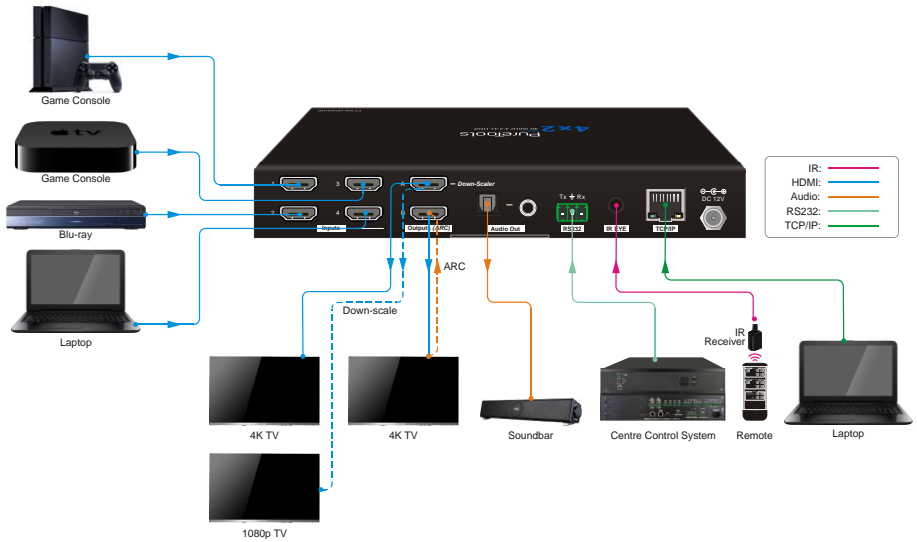 Game Console
tv
Game Console
Blu-ray
Laptop
PureTools
4x2
1
3
A
Down-Scaler
2
4
B
Inputs
Outputs (ARC)
Audio Out
Tx Rx
RS232
IR EYE
TCP/IP
DC 12V
IR:
HDMI:
Audio:
RS232:
TCP/IP:
ARC
Down-scale
IR
Receiver
4K TV
4K TV
Soundbar
Centre Control System
Remote
Laptop
1080p TV